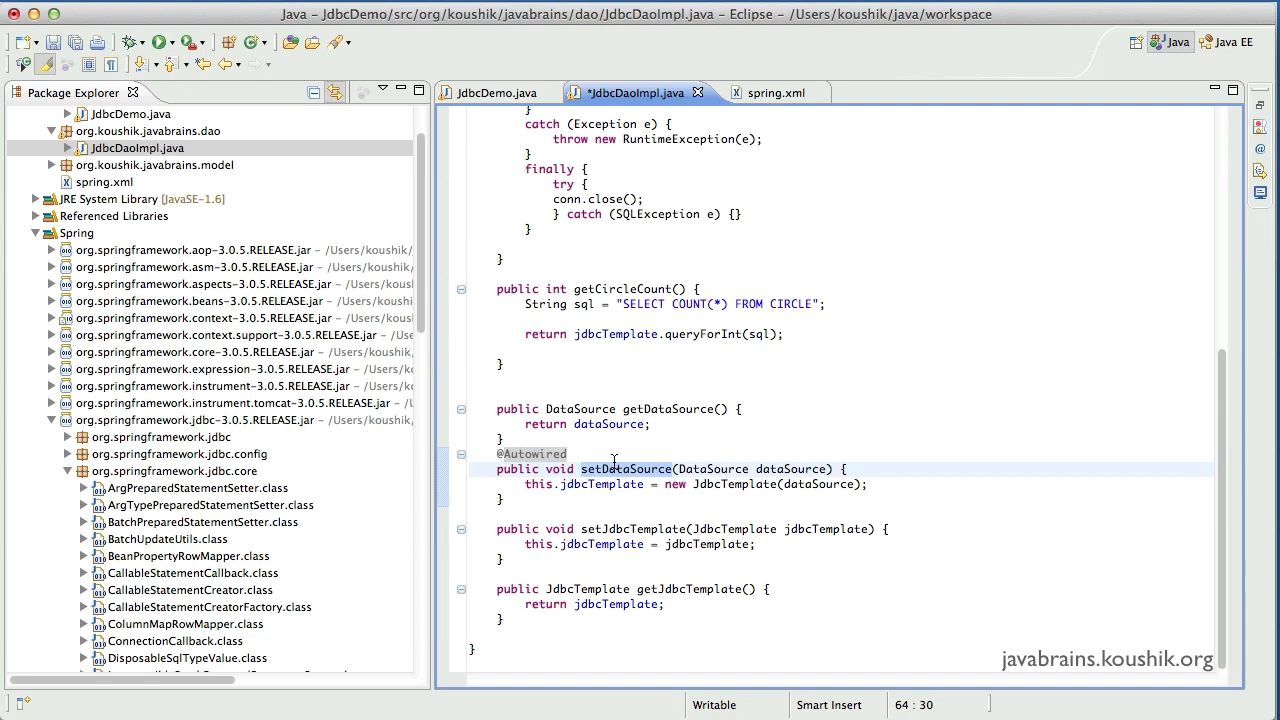 Java – JdbcDemo/src/org/koushik/javabrains/dao/JdbcDaoImpl.java – Eclipse – /Users/koushik/java/workspace
Java
Java EE
Package Explorer
JdbcDemo.java
org.koushik.javabrains.dao
JdbcDaoImpl.java
org.koushik.javabrains.model
spring.xml
JRE System Library [JavaSE-1.6]
Referenced Libraries
Spring
org.springframework.aop-3.0.5.RELEASE.jar – /Users/koushik/
org.springframework.asm-3.0.5.RELEASE.jar – /Users/koushik/
org.springframework.aspects-3.0.5.RELEASE.jar – /Users/koushik
org.springframework.beans-3.0.5.RELEASE.jar – /Users/koushik/
org.springframework.context-3.0.5.RELEASE.jar – /Users/koushik
org.springframework.context.support-3.0.5.RELEASE.jar – /User
org.springframework.core-3.0.5.RELEASE.jar – /Users/koushik/
org.springframework.expression-3.0.5.RELEASE.jar – /Users/kou
org.springframework.instrument-3.0.5.RELEASE.jar – /Users/kou
org.springframework.instrument.tomcat-3.0.5.RELEASE.jar – /U
org.springframework.jdbc-3.0.5.RELEASE.jar – /Users/koushik/
org.springframework.jdbc
org.springframework.jdbc.config
org.springframework.jdbc.core
ArgPreparedStatementSetter.class
ArgTypePreparedStatementSetter.class
BatchPreparedStatementSetter.class
BatchUpdateUtils.class
BeanPropertyRowMapper.class
CallableStatementCallback.class
CallableStatementCreator.class
CallableStatementCreatorFactory.class
ColumnMapRowMapper.class
ConnectionCallback.class
DisposableSqlTypeValue.class
JdbcDemo.java
*JdbcDaoImpl.java
spring.xml
}
catch (Exception e) {
throw new RuntimeException(e);
}
finally {
try {
conn.close();
} catch (SQLException e) {}
}
}
public int getCircleCount() {
String sql = "SELECT COUNT(*) FROM CIRCLE";
return jdbcTemplate.queryForInt(sql);
}
public DataSource getDataSource() {
return dataSource;
}
@Autowired
public void setDataSource(DataSource dataSource) {
this.jdbcTemplate = new JdbcTemplate(dataSource);
}
public void setJdbcTemplate(JdbcTemplate jdbcTemplate) {
this.jdbcTemplate = jdbcTemplate;
}
public JdbcTemplate getJdbcTemplate() {
return jdbcTemplate;
}
}
javabrains.koushik.org
Writable
Smart Insert
64 : 30